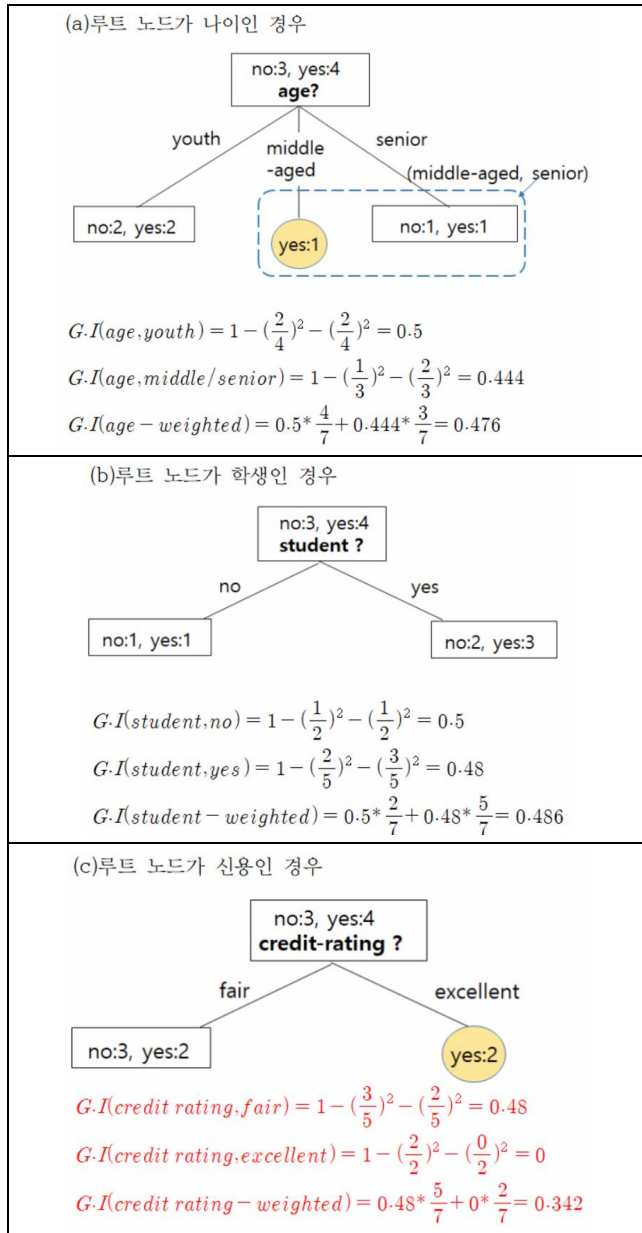 (a)루트 노드가 나이인 경우
no:3, yes:4
age?
youth
middle
-aged
senior
(middle-aged, senior)
no:2, yes:2
yes:1
no:1, yes:1
G.I(age,youth) = 1-(2/4)²-(2/4)² = 0.5
G.I(age,middle/senior) = 1-(1/3)²-(2/3)² = 0.444
G.I(age-weighted) = 0.5*4/7+0.444*3/7 = 0.476
(b)루트 노드가 학생인 경우
no:3, yes:4
student ?
no
yes
no:1, yes:1
no:2, yes:3
G.I(student,no) = 1-(1/2)²-(1/2)² = 0.5
G.I(student,yes) = 1-(2/5)²-(3/5)² = 0.48
G.I(student-weighted) = 0.5*2/7+0.48*5/7 = 0.486
(c)루트 노드가 신용인 경우
no:3, yes:4
credit-rating ?
fair
excellent
no:3, yes:2
yes:2
G.I(credit rating,fair) = 1-(3/5)²-(2/5)² = 0.48
G.I(credit rating,excellent) = 1-(2/2)²-(0/2)² = 0
G.I(credit rating-weighted) = 0.48*5/7+0*2/7 = 0.342